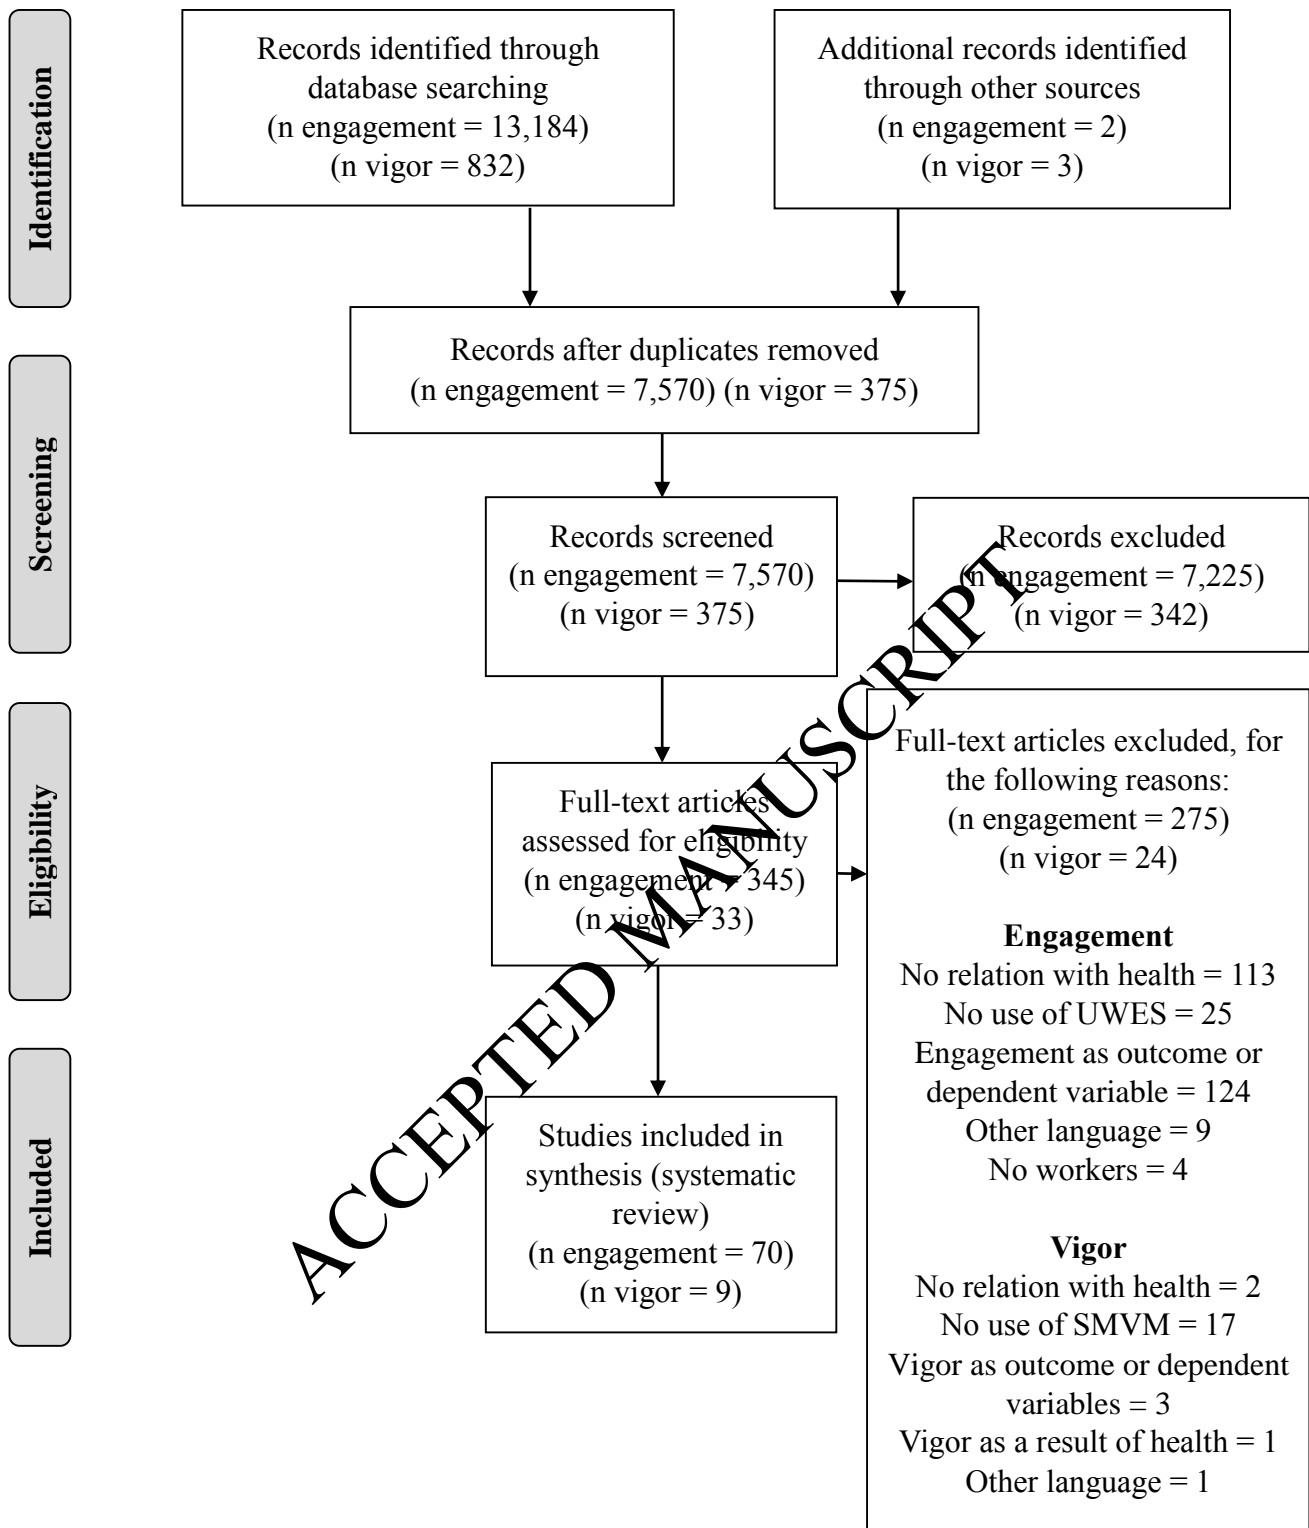 Identification
Records identified through
database searching
(n engagement = 13,184)
(n vigor = 832)
Additional records identified
through other sources
(n engagement = 2)
(n vigor = 3)
Records after duplicates removed
(n engagement = 7,570) (n vigor = 375)
Screening
Records screened
(n engagement = 7,570)
(n vigor = 375)
Records excluded
(n engagement = 7,225)
(n vigor = 342)
Eligibility
Full-text articles
assessed for eligibility
(n engagement = 345)
(n vigor = 33)
Full-text articles excluded, for
the following reasons:
(n engagement = 275)
(n vigor = 24)
Engagement
No relation with health = 113
No use of UWES = 25
Engagement as outcome or
dependent variable = 124
Other language = 9
No workers = 4
Vigor
No relation with health = 2
No use of SMVM = 17
Vigor as outcome or dependent
variables = 3
Vigor as a result of health = 1
Other language = 1
Included
Studies included in
synthesis (systematic
review)
(n engagement = 70)
(n vigor = 9)
ACCEPTED MANUSCRIPT